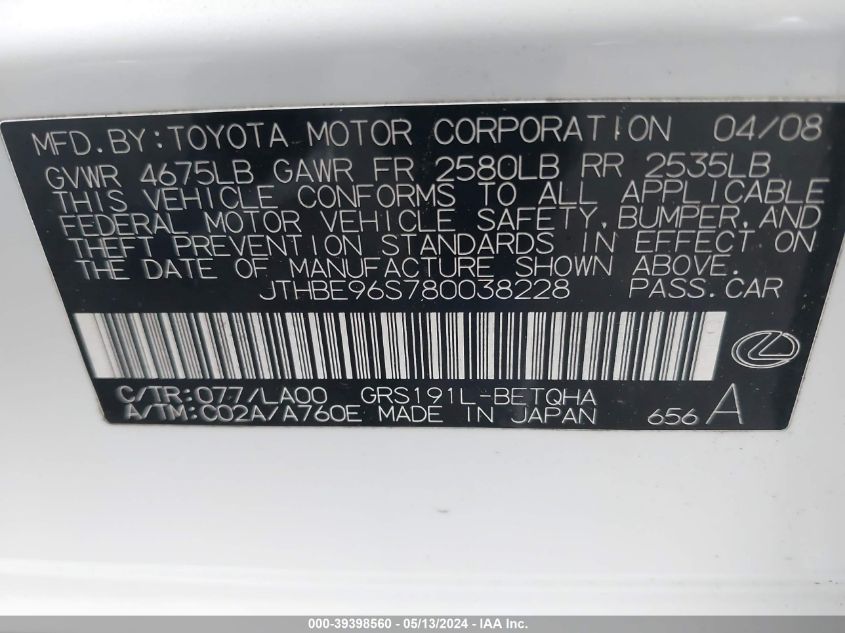 MFD. BY: TOYOTA MOTOR CORPORATION 04/08
GVWR 4675LB GAWR FR 2580LB RR 2535LB
THIS VEHICLE CONFORMS TO ALL APPLICABLE
FEDERAL MOTOR VEHICLE SAFETY, BUMPER, AND
THEFT PREVENTION STANDARDS IN EFFECT ON
THE DATE OF MANUFACTURE SHOWN ABOVE.
JTHBE96S780038228 PASS. CAR
C/TR: 077/LA00 GRS191L-BETQHA
A/TM: C02A/A760E MADE IN JAPAN 656 A
000-39398560 - 05/13/2024 - IAA Inc.